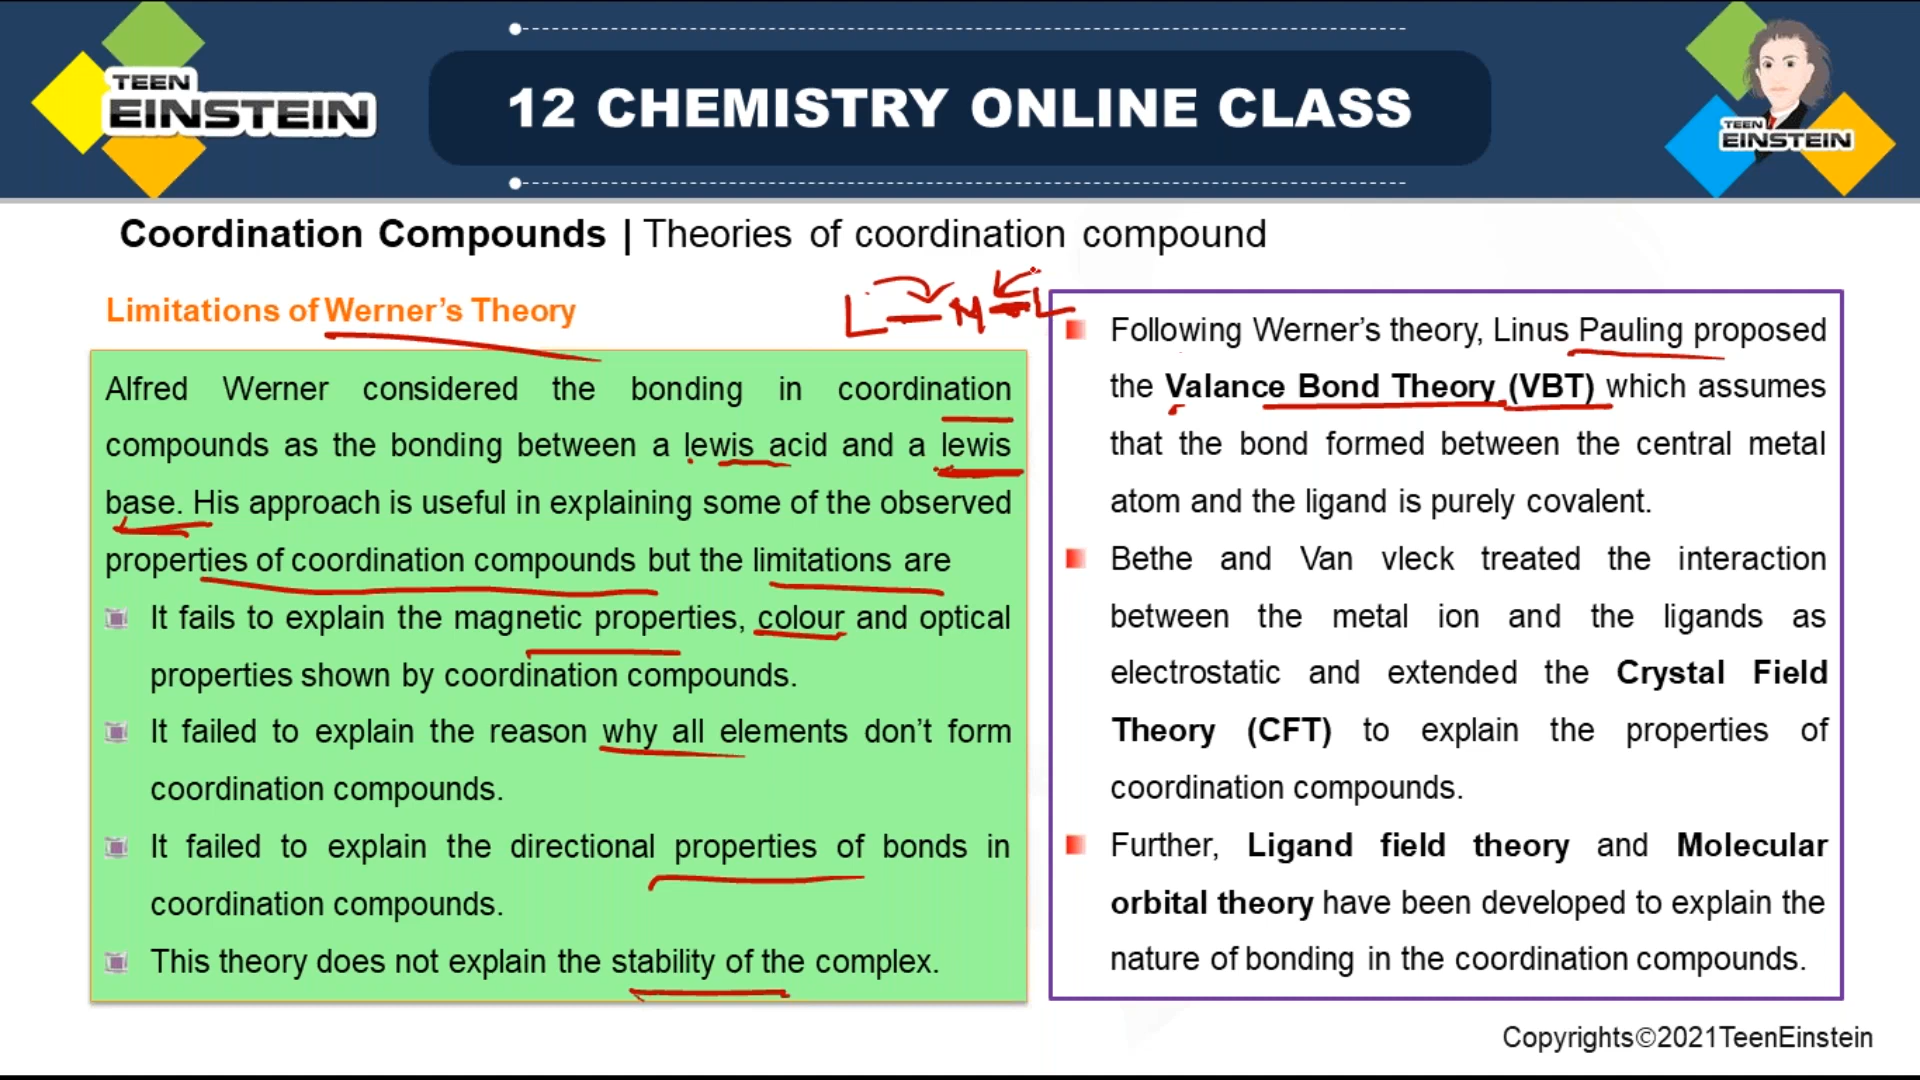 TEEN
EINSTEIN
12 CHEMISTRY ONLINE CLASS
TEEN
EINSTEIN
Coordination Compounds | Theories of coordination compound
Limitations of Werner's Theory
L M L
Alfred Werner considered the bonding in coordination
compounds as the bonding between a lewis acid and a lewis
base. His approach is useful in explaining some of the observed
properties of coordination compounds but the limitations are
It fails to explain the magnetic properties, colour and optical
properties shown by coordination compounds.
It failed to explain the reason why all elements don't form
coordination compounds.
It failed to explain the directional properties of bonds in
coordination compounds.
This theory does not explain the stability of the complex.
Following Werner's theory, Linus Pauling proposed
the Valance Bond Theory (VBT) which assumes
that the bond formed between the central metal
atom and the ligand is purely covalent.
Bethe and Van vleck treated the interaction
between the metal ion and the ligands as
electrostatic and extended the Crystal Field
Theory (CFT) to explain the properties of
coordination compounds.
Further, Ligand field theory and Molecular
orbital theory have been developed to explain the
nature of bonding in the coordination compounds.
Copyrights©2021TeenEinstein